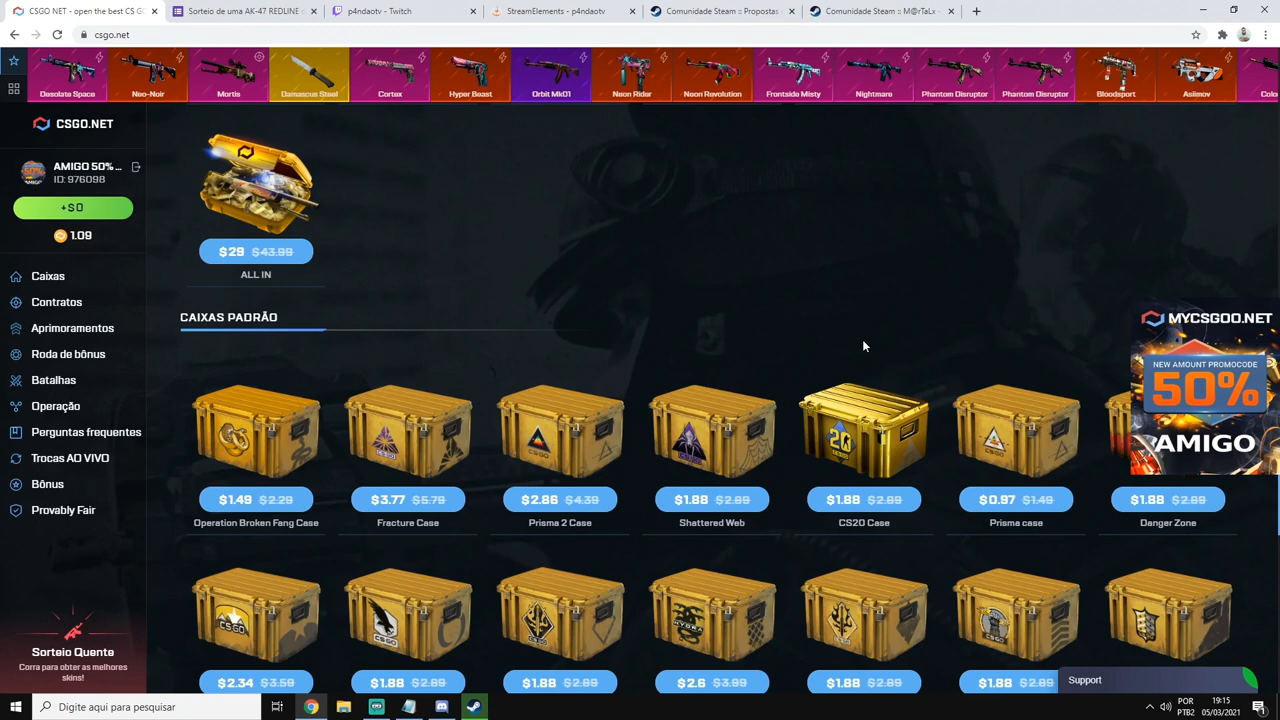 CSGO NET - open the best CS GO
Sorteio de uma AK-47 REDLINE d
p4ndaotv - Twitch
StreamElements - p4ndaotv
Comunidade Steam :: Propostas
Comunidade Steam :: M@rTaLx
csgo.net
Desolate Space
Neo-Noir
Mortis
Damascus Steel
Cortex
Hyper Beast
Orbit Mk01
Neon Rider
Neon Revolution
Frontside Misty
Nightmare
Phantom Disruptor
Phantom Disruptor
Bloodsport
Asiimov
CSGO.NET
AMIGO 50% ...
ID: 976098
+$0
1.09
Caixas
Contratos
Aprimoramentos
Roda de bônus
Batalhas
Operação
Perguntas frequentes
Trocas AO VIVO
Bônus
Provably Fair
Sorteio Quente
Corra para obter as melhores
skins!
$29 $43.99
ALL IN
CAIXAS PADRÃO
MYCSGOO.NET
NEW AMOUNT PROMOCODE
50%
AMIGO
$1.49 $2.29
Operation Broken Fang Case
$3.77 $5.79
Fracture Case
$2.86 $4.39
Prisma 2 Case
$1.88 $2.89
Shattered Web
$1.88 $2.89
CS20 Case
$0.97 $1.49
Prisma case
$1.88 $2.89
Danger Zone
$2.34 $3.59
$1.88 $2.89
$1.88 $2.89
$2.6 $3.99
$1.88 $2.89
$1.88 $2.89
Support
Digite aqui para pesquisar
POR
PTB2
19:15
05/03/2021